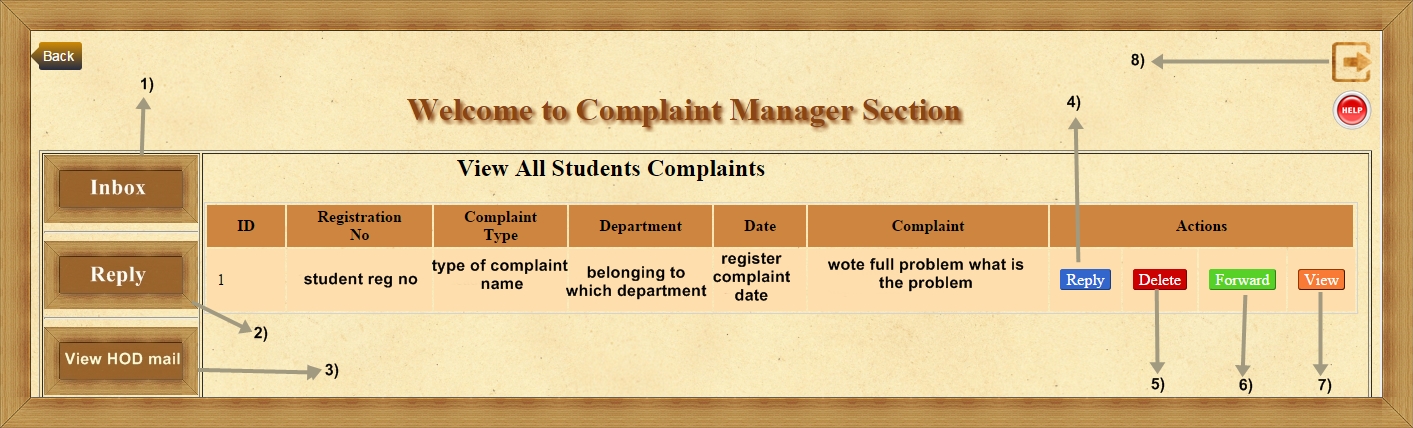 Back
1)
8)
Welcome to Complaint Manager Section
4)
HELP
Inbox
Reply
View HOD mail
2)
3)
View All Students Complaints
ID
Registration
No
Complaint
Type
Department
Date
Complaint
Actions
1
student reg no
type of complaint
name
belonging to
which department
register
complaint
date
wote full problem what is
the problem
Reply
Delete
Forward
View
5)
6)
7)